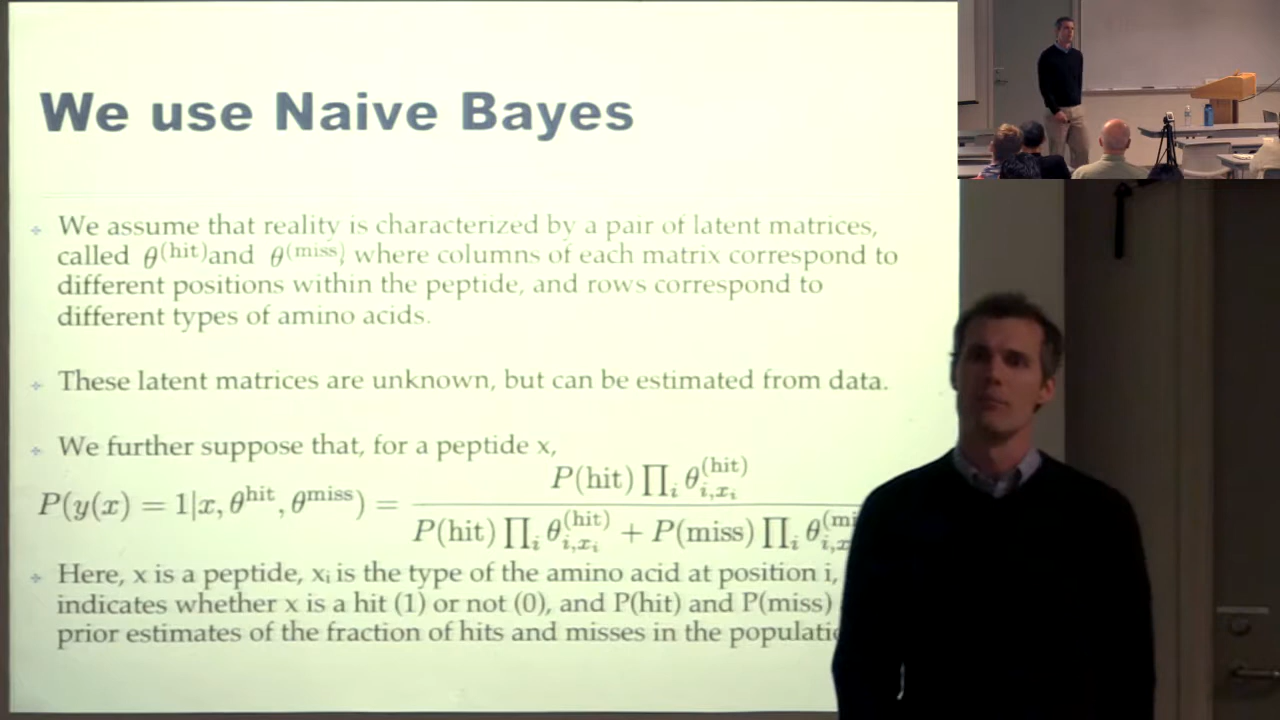 We use Naive Bayes
We assume that reality is characterized by a pair of latent matrices,
called θ^(hit) and θ^(miss) where columns of each matrix correspond to
different positions within the peptide, and rows correspond to
different types of amino acids.
These latent matrices are unknown, but can be estimated from data.
We further suppose that, for a peptide x,
P(y(x) = 1|x, θ^hit, θ^miss) =
P(hit) ∏_i θ_{i,x_i}^(hit)
P(hit) ∏_i θ_{i,x_i}^(hit) + P(miss) ∏_i θ_{i,x}^(mi
Here, x is a peptide, x_i is the type of the amino acid at position i,
indicates whether x is a hit (1) or not (0), and P(hit) and P(miss)
prior estimates of the fraction of hits and misses in the populati